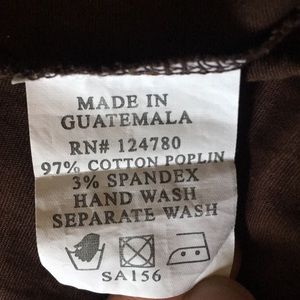 MADE IN
GUATEMALA
RN# 124780
97% COTTON POPLIN
3% SPANDEX
HAND WASH
SEPARATE WASH
SA156